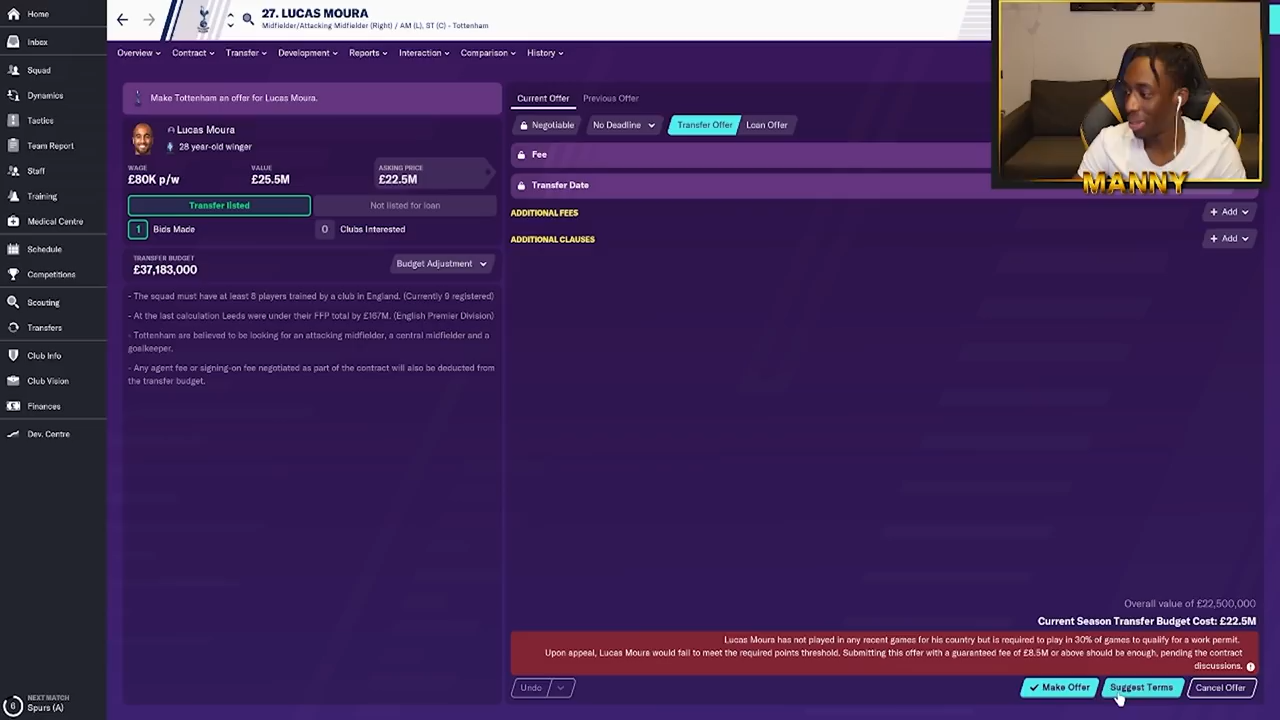 Home
Inbox
Squad
Dynamics
Tactics
Team Report
Staff
Training
Medical Centre
Schedule
Competitions
Scouting
Transfers
Club Info
Club Vision
Finances
Dev. Centre
6
NEXT MATCH
Spurs (A)
27. LUCAS MOURA
Midfielder/Attacking Midfielder (Right) / AM (L), ST (C) - Tottenham
Overview
Contract
Transfer
Development
Reports
Interaction
Comparison
History
Make Tottenham an offer for Lucas Moura.
Lucas Moura
28 year-old winger
WAGE
£80K p/w
VALUE
£25.5M
ASKING PRICE
£22.5M
Transfer listed
Not listed for loan
1 Bids Made
0 Clubs Interested
TRANSFER BUDGET
£37,183,000
Budget Adjustment
- The squad must have at least 8 players trained by a club in England. (Currently 9 registered)
- At the last calculation Leeds were under their FFP total by £167M. (English Premier Division)
- Tottenham are believed to be looking for an attacking midfielder, a central midfielder and a
goalkeeper.
- Any agent fee or signing-on fee negotiated as part of the contract will also be deducted from
the transfer budget.
Current Offer
Previous Offer
Negotiable
No Deadline
Transfer Offer
Loan Offer
Fee
Transfer Date
ADDITIONAL FEES
+ Add
ADDITIONAL CLAUSES
+ Add
MANNY
Overall value of £22,500,000
Current Season Transfer Budget Cost: £22.5M
Lucas Moura has not played in any recent games for his country but is required to play in 30% of games to qualify for a work permit.
Upon appeal, Lucas Moura would fail to meet the required points threshold. Submitting this offer with a guaranteed fee of £8.5M or above should be enough, pending the contract
discussions.
Undo
Make Offer
Suggest Terms
Cancel Offer